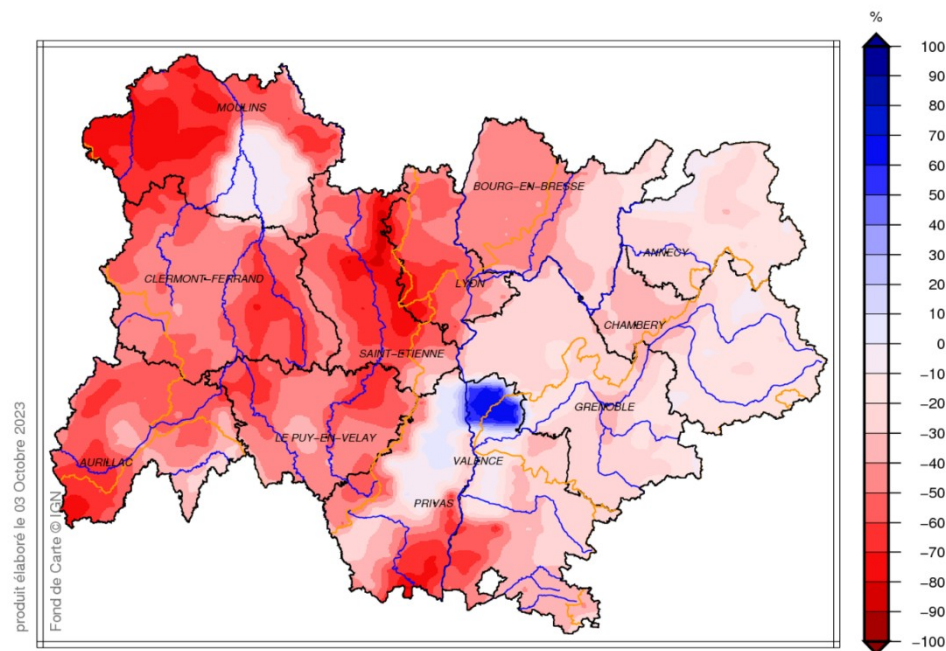 %
100
90
80
70
60
50
40
30
20
10
0
−10
−20
−30
−40
−50
−60
−70
−80
−90
−100
MOULINS
BOURG−EN−BRESSE
ANNECY
CLERMONT−FERRAND
LYON
CHAMBERY
SAINT−ETIENNE
GRENOBLE
LE PUY−EN−VELAY
AURILLAC
VALENCE
PRIVAS
produit élaboré le 03 Octobre 2023
Fond de Carte © IGN